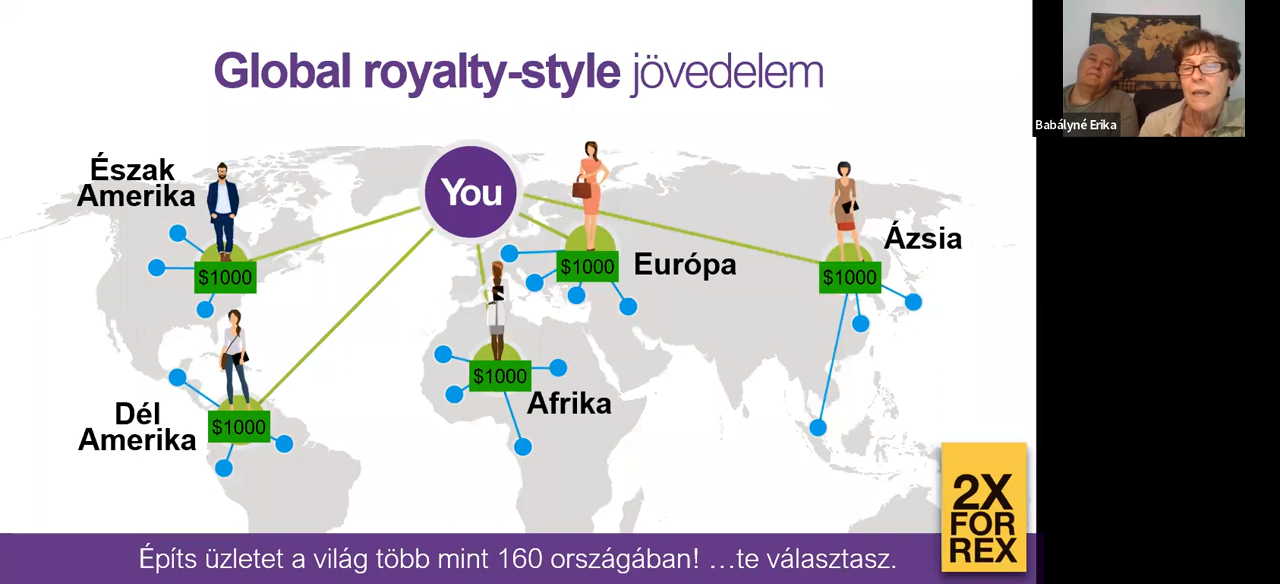 Global royalty-style jövedelem
Babályné Erika
Észak
Amerika
You
$1000
$1000
Európa
$1000
Ázsia
$1000
Afrika
Dél
Amerika
$1000
2X
FOR
REX
Építs üzletet a világ több mint 160 országában! ...te választasz.